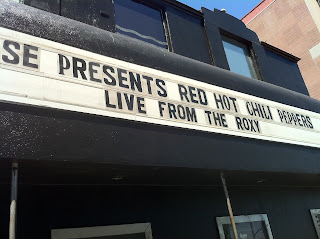 SE PRESENTS RED HOT CHILI PEPPERS
LIVE FROM THE ROXY